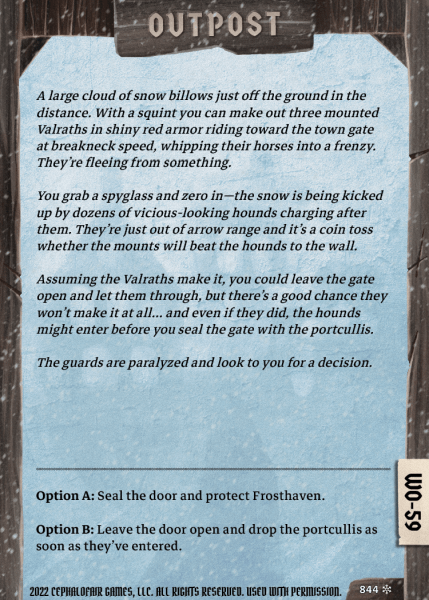 OUTPOST
A large cloud of snow billows just off the ground in the
distance. With a squint you can make out three mounted
Valraths in shiny red armor riding toward the town gate
at breakneck speed, whipping their horses into a frenzy.
They’re fleeing from something.
You grab a spyglass and zero in—the snow is being kicked
up by dozens of vicious-looking hounds charging after
them. They’re just out of arrow range and it’s a coin toss
whether the mounts will beat the hounds to the wall.
Assuming the Valraths make it, you could leave the gate
open and let them through, but there’s a good chance they
won’t make it at all... and even if they did, the hounds
might enter before you seal the gate with the portcullis.
The guards are paralyzed and look to you for a decision.
Option A: Seal the door and protect Frosthaven.
Option B: Leave the door open and drop the portcullis as
soon as they’ve entered.
WO-59
2022 CEPHALOFAIR GAMES, LLC. ALL RIGHTS RESERVED. USED WITH PERMISSION.
844